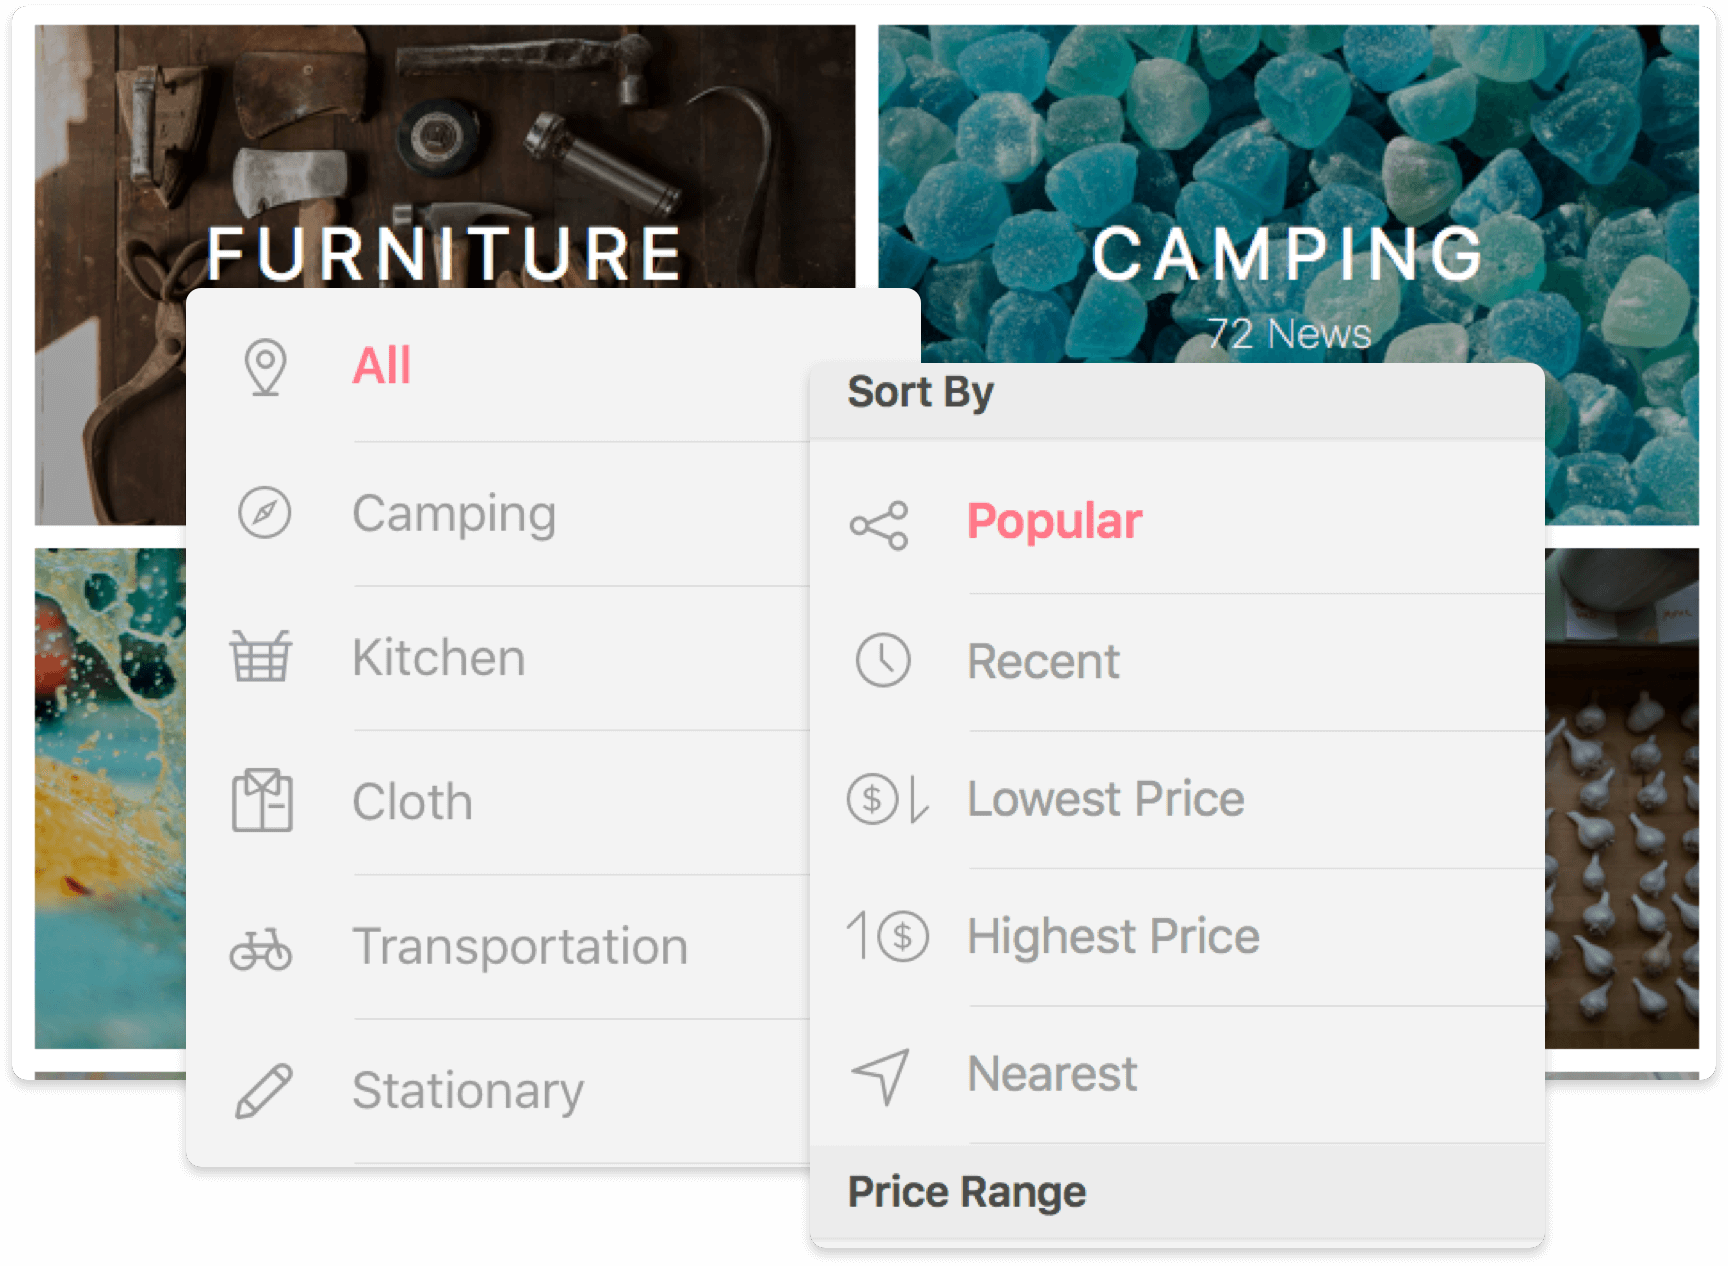 FURNITURE
CAMPING
72 News
All
Camping
Kitchen
Cloth
Transportation
Stationary
Sort By
Popular
Recent
Lowest Price
Highest Price
Nearest
Price Range